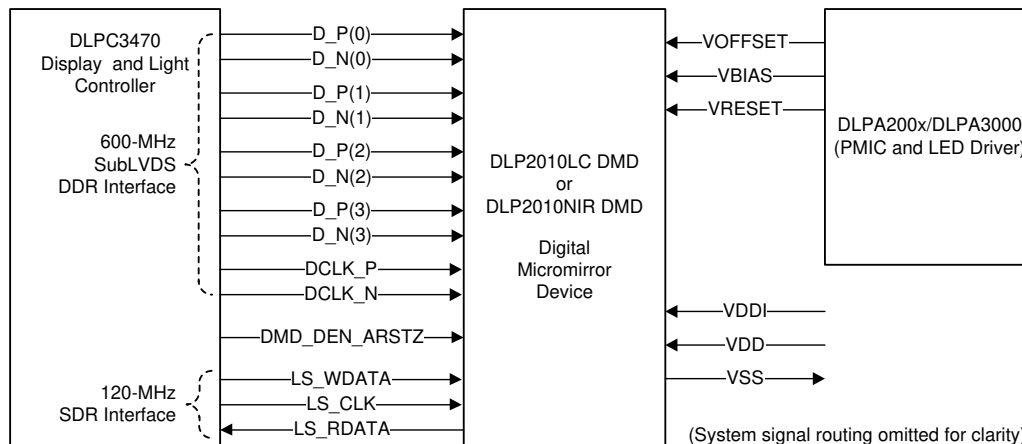 DLPC3470
Display and Light
Controller
600-MHz
SubLVDS
DDR Interface
120-MHz
SDR Interface
D_P(0)
D_N(0)
D_P(1)
D_N(1)
D_P(2)
D_N(2)
D_P(3)
D_N(3)
DCLK_P
DCLK_N
DMD_DEN_ARSTZ
LS_WDATA
LS_CLK
LS_RDATA
DLP2010LC DMD
or
DLP2010NIR DMD
Digital
Micromirror
Device
VOFFSET
VBIAS
VRESET
VDDI
VDD
VSS
DLPA200x/DLPA3000
(PMIC and LED Driver)
(System signal routing omitted for clarity)